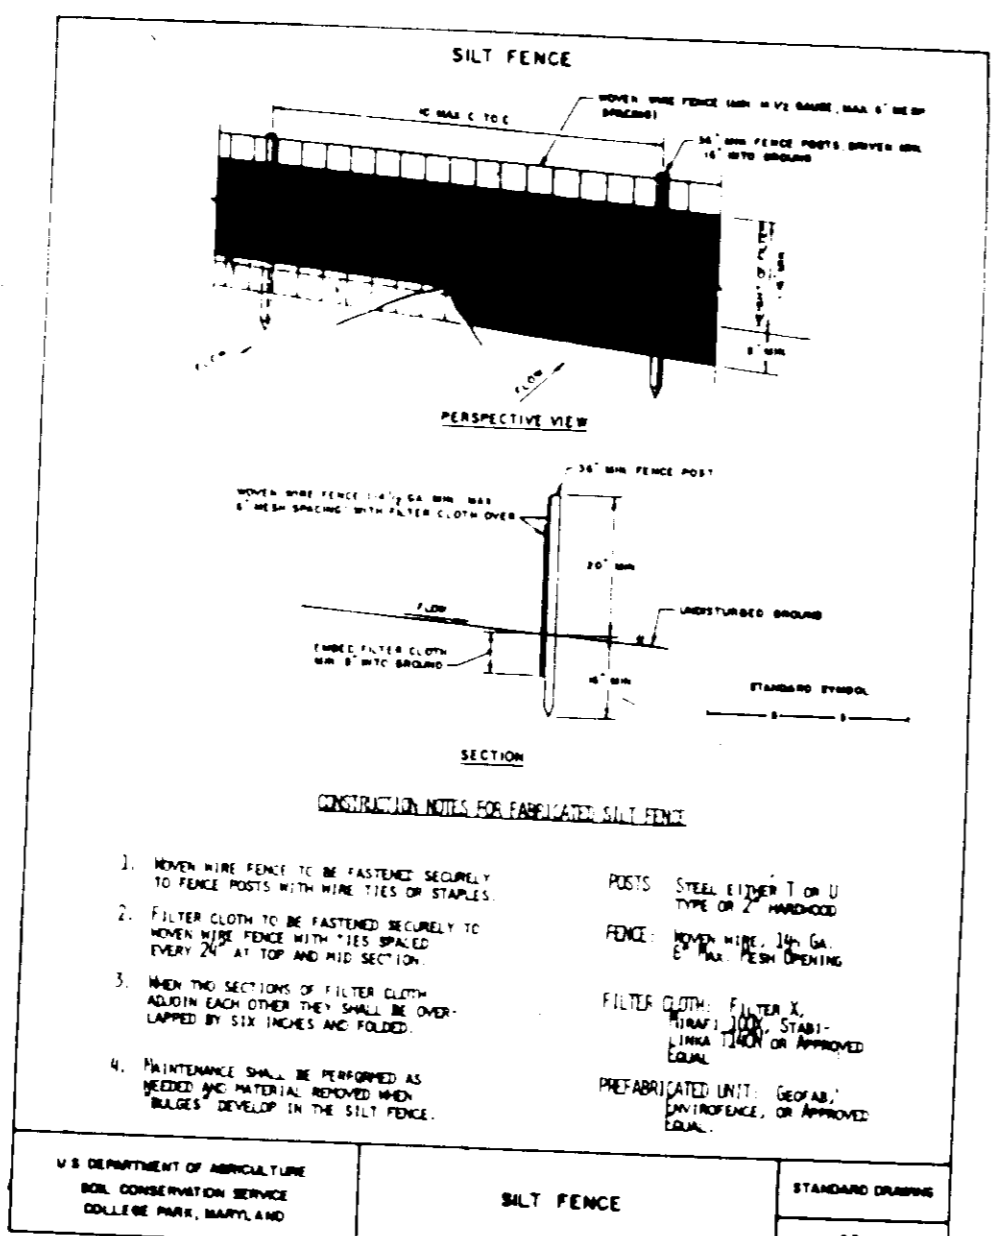 SILT FENCE
WOVEN WIRE FENCE (MIN. 14 1/2 GAUGE, MAX 6" MESH
SPACING)
10' MAX C TO C
36" MIN FENCE POSTS, DRIVEN MIN
16" INTO GROUND
8" MIN
FLOW
FLOW
PERSPECTIVE VIEW
36" MIN FENCE POST
WOVEN WIRE FENCE (14 1/2 GA MIN, MAX
6" MESH SPACING) WITH FILTER CLOTH OVER
20" MIN
FLOW
UNDISTURBED GROUND
EMBED FILTER CLOTH
MIN 8" INTO GROUND
16" MIN
STANDARD SYMBOL
SECTION
CONSTRUCTION NOTES FOR FABRICATED SILT FENCE
1. WOVEN WIRE FENCE TO BE FASTENED SECURELY
TO FENCE POSTS WITH WIRE TIES OR STAPLES.
2. FILTER CLOTH TO BE FASTENED SECURELY TO
WOVEN WIRE FENCE WITH TIES SPACED
EVERY 24" AT TOP AND MID SECTION.
3. WHEN TWO SECTIONS OF FILTER CLOTH
ADJOIN EACH OTHER THEY SHALL BE OVER-
LAPPED BY SIX INCHES AND FOLDED.
4. MAINTENANCE SHALL BE PERFORMED AS
NEEDED AND MATERIAL REMOVED WHEN
"BULGES" DEVELOP IN THE SILT FENCE.
POSTS: STEEL EITHER T OR U
TYPE OR 2" HARDWOOD
FENCE: WOVEN WIRE, 14½ GA.
6" MAX. MESH OPENING
FILTER CLOTH: FILTER X,
MIRAFI 100X, STABI-
LINKA T140N OR APPROVED
EQUAL
PREFABRICATED UNIT: GEOFAB,
ENVIROFENCE, OR APPROVED
EQUAL.
U.S. DEPARTMENT OF AGRICULTURE
SOIL CONSERVATION SERVICE
COLLEGE PARK, MARYLAND
SILT FENCE
STANDARD DRAWING